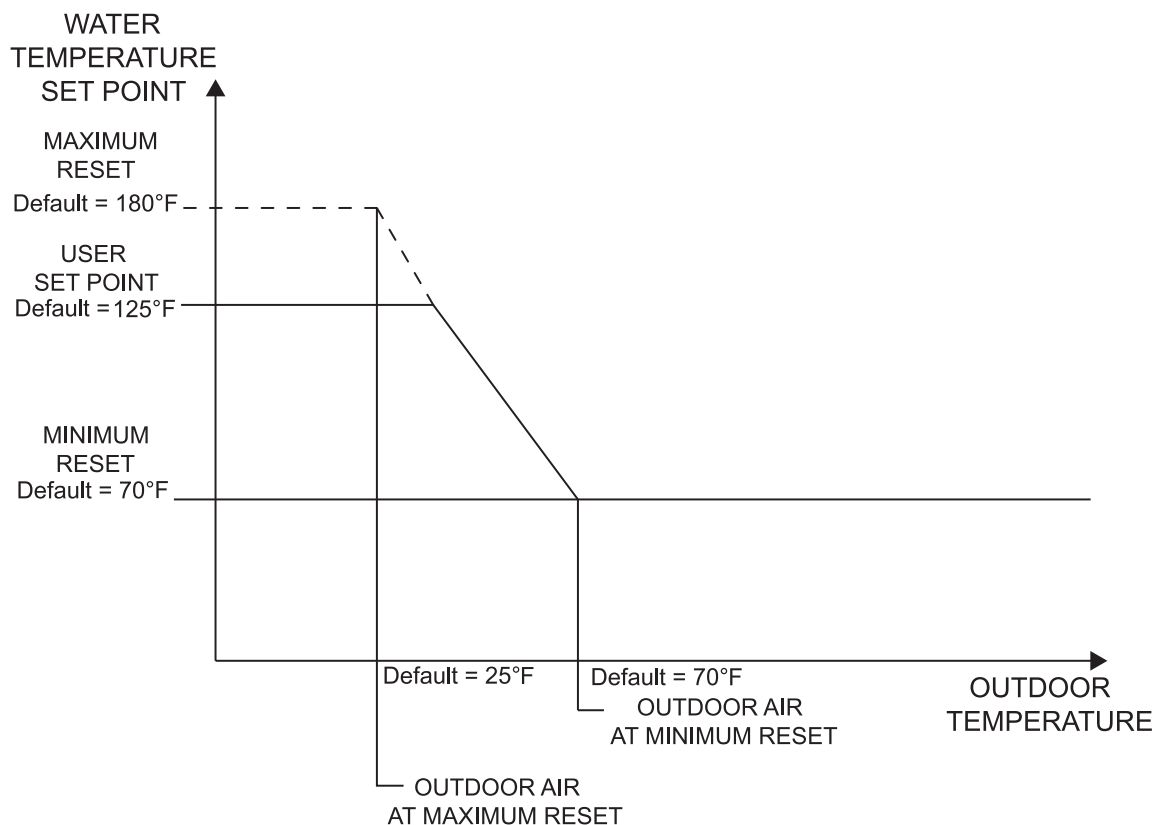 WATER
TEMPERATURE
SET POINT
MAXIMUM
RESET
Default = 180°F
USER
SET POINT
Default =125°F
MINIMUM
RESET
Default = 70°F
Default = 25°F
Default = 70°F
OUTDOOR
TEMPERATURE
OUTDOOR AIR
AT MINIMUM RESET
OUTDOOR AIR
AT MAXIMUM RESET